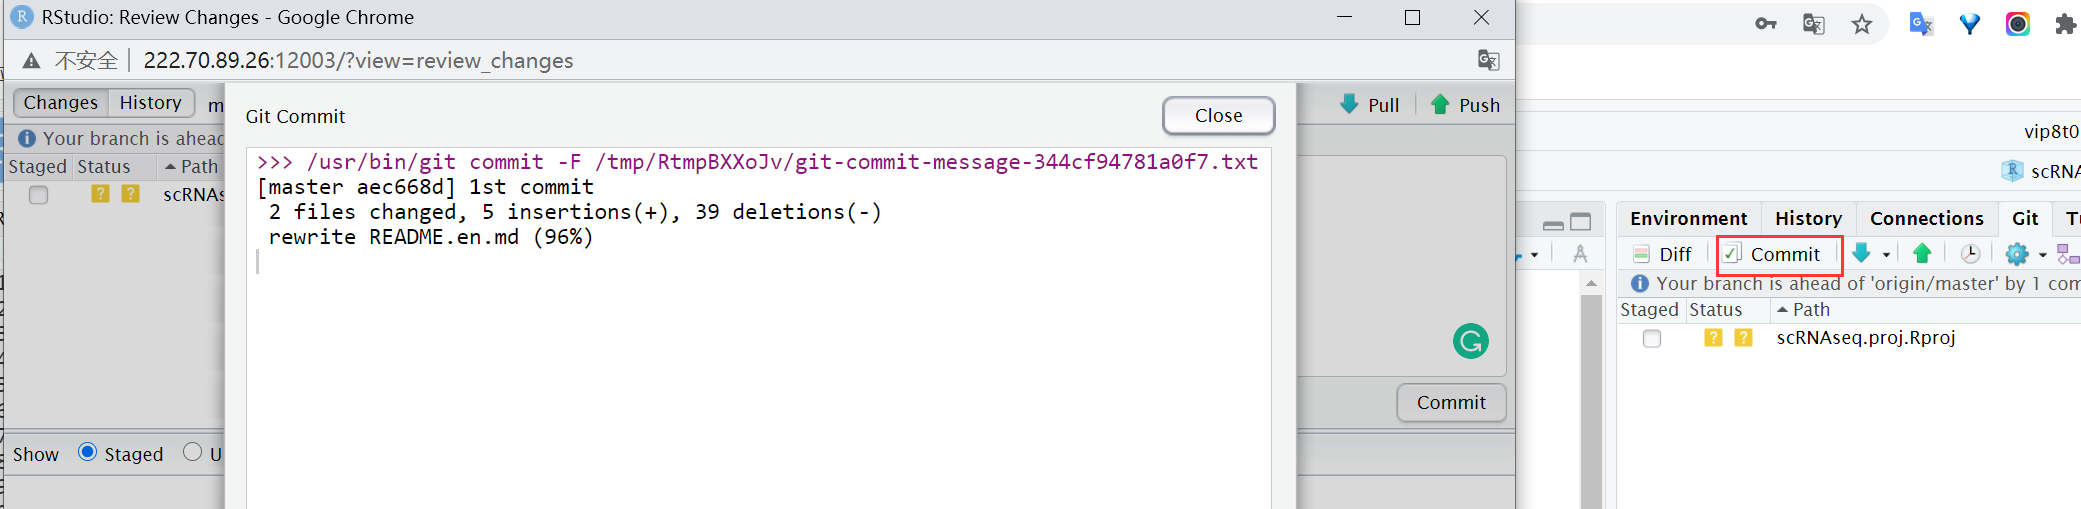 RStudio: Review Changes - Google Chrome
不安全 222.70.89.26:12003/?view=review_changes
Changes History
Git Commit
Close
Pull Push
Your branch is ahead
Staged Status Path
>>> /usr/bin/git commit -F /tmp/RtmpBXXoJv/git-commit-message-344cf94781a0f7.txt
[master aec668d] 1st commit
2 files changed, 5 insertions(+), 39 deletions(-)
rewrite README.en.md (96%)
Commit
Show Staged
vip8t0
Environment History Connections Git
Diff Commit
Your branch is ahead of 'origin/master' by 1
Staged Status Path
scRNAseq.proj.Rproj